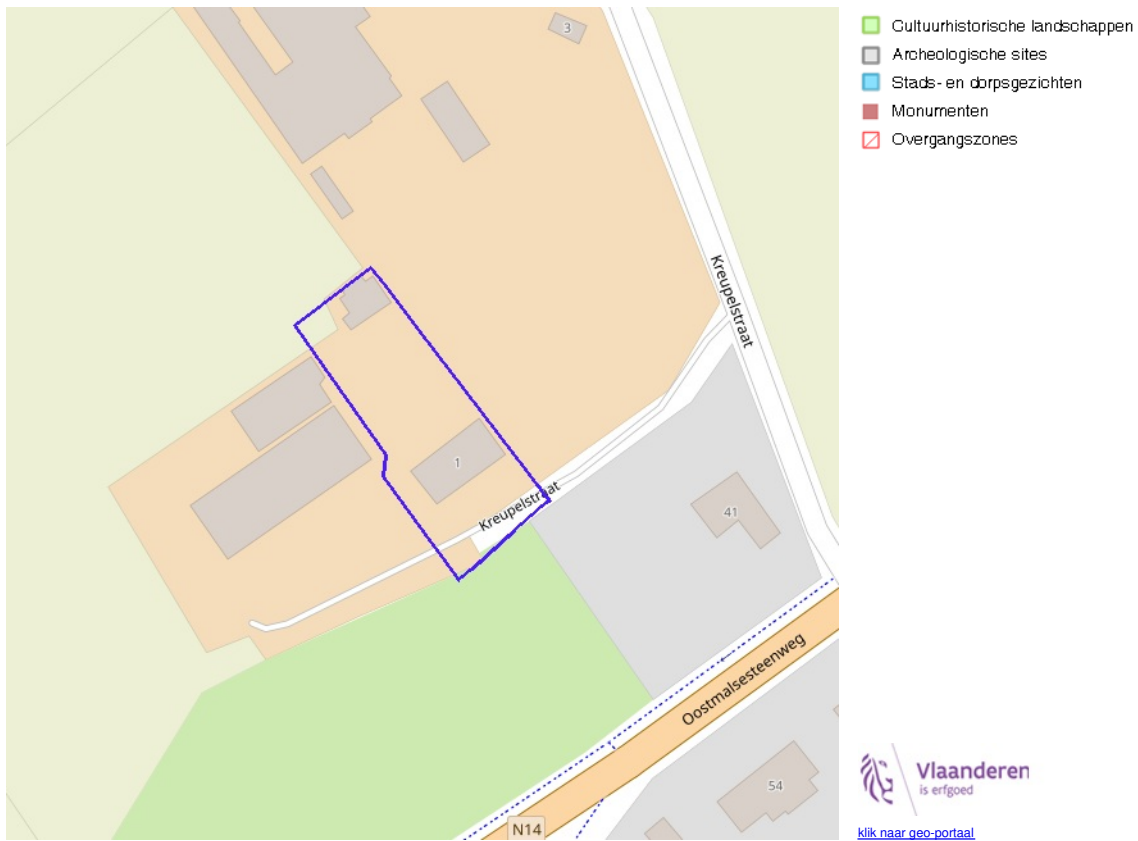 3
Kreupelstraat
1
Kreupelstraat
41
Oostmalsesteenweg
54
N14
Cultuurhistorische landschappen
Archeologische sites
Stads- en dorpsgezichten
Monumenten
Overgangszones
Vlaanderen
is erfgoed
klik naar geo-portaal